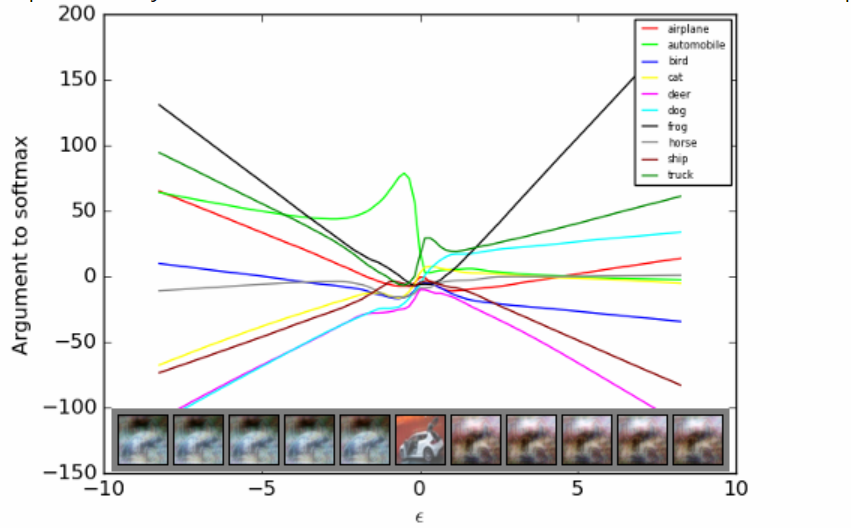 200
150
100
50
0
−50
−100
−150
−10
−5
0
5
10
Argument to softmax
ϵ
airplane
automobile
bird
cat
deer
dog
frog
horse
ship
truck